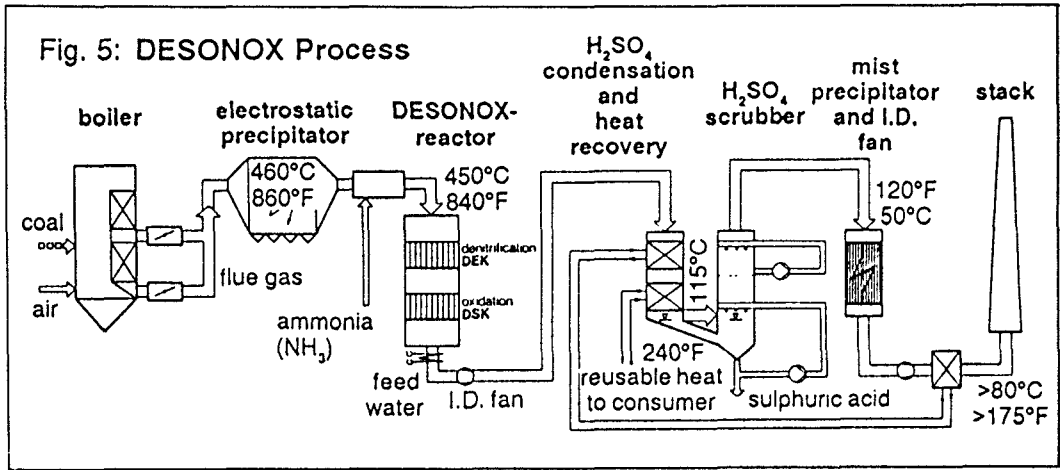 Fig. 5: DESONOX Process
boiler
electrostatic
precipitator
DESONOX-
reactor
H₂SO₄
condensation
and
heat
recovery
H₂SO₄
scrubber
mist
precipitator
and I.D.
fan
stack
460°C
860°F
450°C
840°F
120°F
50°C
coal
air
flue gas
ammonia
(NH₃)
denitrification
DEK
oxidation
DSK
feed
water
I.D. fan
115°C
240°F
reusable heat
to consumer
sulphuric acid
>80°C
>175°F